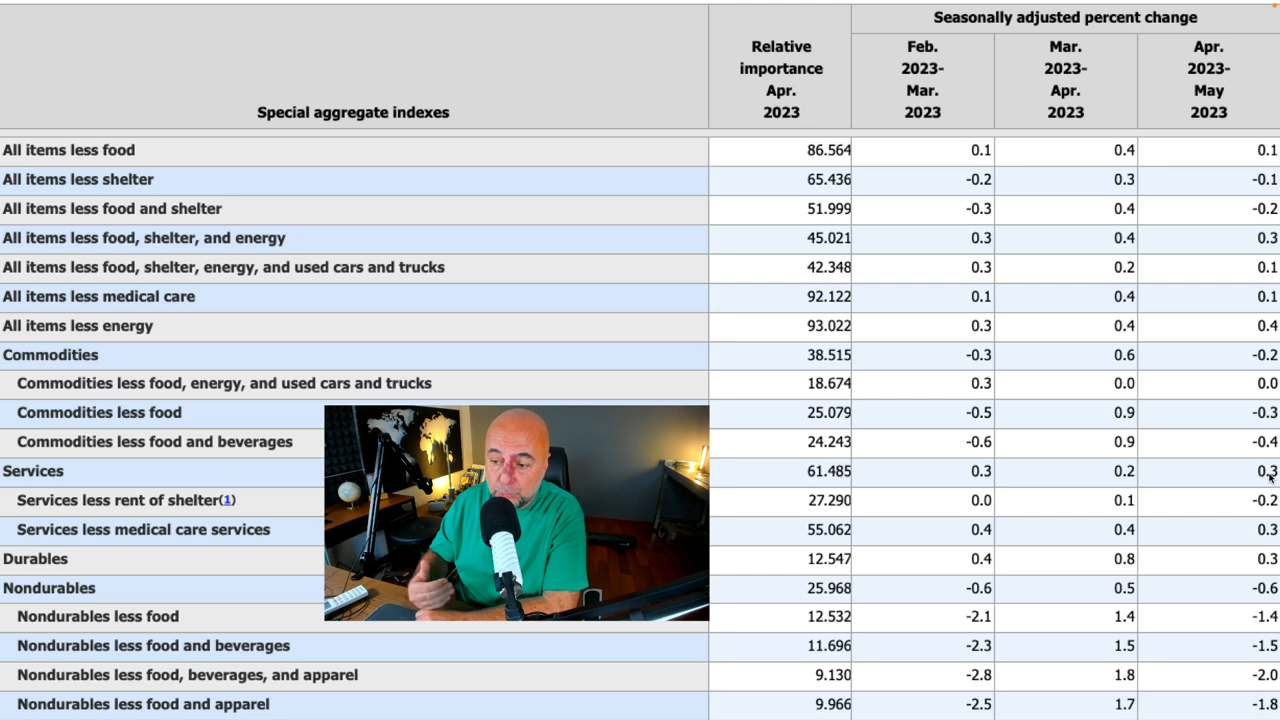 Seasonally adjusted percent change
Relative importance Apr. 2023
Feb. 2023- Mar. 2023
Mar. 2023- Apr. 2023
Apr. 2023- May 2023
Special aggregate indexes
All items less food 86.564 0.1 0.4 0.1
All items less shelter 65.436 -0.2 0.3 -0.1
All items less food and shelter 51.999 -0.3 0.4 -0.2
All items less food, shelter, and energy 45.021 0.3 0.4 0.3
All items less food, shelter, energy, and used cars and trucks 42.348 0.3 0.2 0.1
All items less medical care 92.122 0.1 0.4 0.1
All items less energy 93.022 0.3 0.4 0.4
Commodities 38.515 -0.3 0.6 -0.2
Commodities less food, energy, and used cars and trucks 18.674 0.3 0.0 0.0
Commodities less food 25.079 -0.5 0.9 -0.3
Commodities less food and beverages 24.243 -0.6 0.9 -0.4
Services 61.485 0.3 0.2 0.3
Services less rent of shelter(1) 27.290 0.0 0.1 -0.2
Services less medical care services 55.062 0.4 0.4 0.3
Durables 12.547 0.4 0.8 0.3
Nondurables 25.968 -0.6 0.5 -0.6
Nondurables less food 12.532 -2.1 1.4 -1.4
Nondurables less food and beverages 11.696 -2.3 1.5 -1.5
Nondurables less food, beverages, and apparel 9.130 -2.8 1.8 -2.0
Nondurables less food and apparel 9.966 -2.5 1.7 -1.8